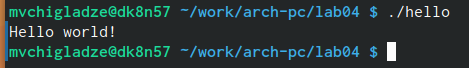 mvchigladze@dk8n57 ~/work/arch-pc/lab04 $ ./hello
Hello world!
mvchigladze@dk8n57 ~/work/arch-pc/lab04 $